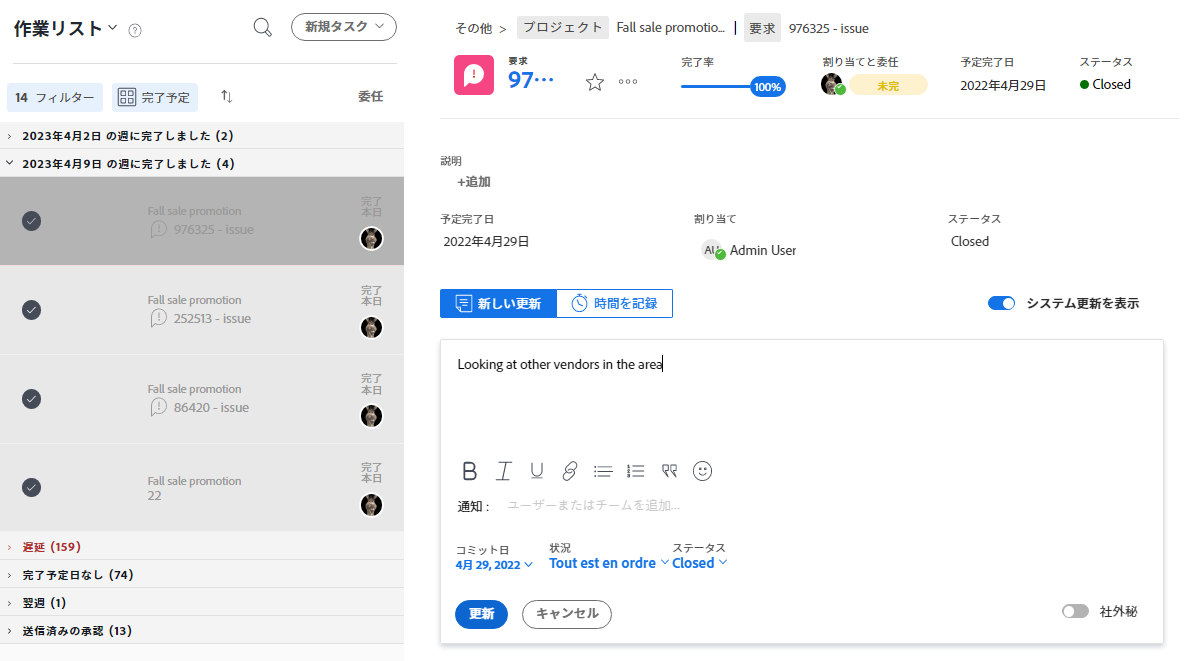 作業リスト
新規タスク
14 フィルター
完了予定
委任
2023年4月2日 の週に完了しました (2)
2023年4月9日 の週に完了しました (4)
Fall sale promotion
976325 - issue
完了
本日
Fall sale promotion
252513 - issue
完了
本日
Fall sale promotion
86420 - issue
完了
本日
Fall sale promotion
22
完了
本日
遅延 (159)
完了予定日なし (74)
翌週 (1)
送信済みの承認 (13)
その他 > プロジェクト Fall sale promotio... | 要求 976325 - issue
要求
97···
完了率
100%
割り当てと委任
未完
予定完了日
2022年4月29日
ステータス
Closed
説明
+追加
予定完了日
2022年4月29日
割り当て
AU Admin User
ステータス
Closed
新しい更新
時間を記録
システム更新を表示
Looking at other vendors in the area
B I U
通知 : ユーザーまたはチームを追加...
コミット日
4月 29, 2022
状況
Tout est en ordre
ステータス
Closed
更新
キャンセル
社外秘